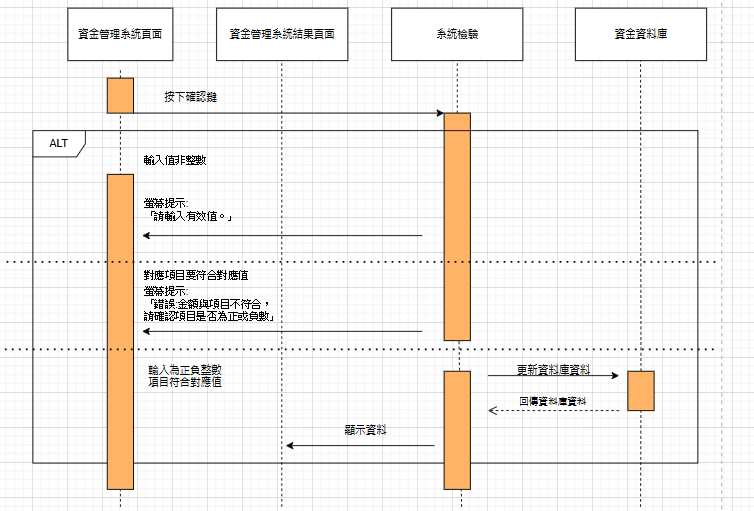 資金管理系統頁面
資金管理系統結果頁面
系統檢驗
資金資料庫
按下確認鍵
ALT
輸入值非整數
螢幕提示:
「請輸入有效值。」
對應項目要符合對應值
螢幕提示:
「錯誤:金額與項目不符合，
請確認項目是否為正或負數」
輸入為正負整數
項目符合對應值
更新資料庫資料
回傳資料庫資料
顯示資料